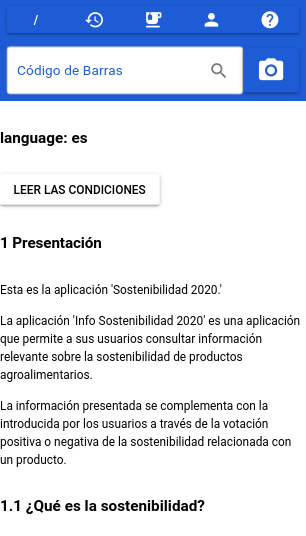 /
Código de Barras
language: es
LEER LAS CONDICIONES
1 Presentación
Esta es la aplicación 'Sostenibilidad 2020.'
La aplicación 'Info Sostenibilidad 2020' es una aplicación
que permite a sus usuarios consultar información
relevante sobre la sostenibilidad de productos
agroalimentarios.
La información presentada se complementa con la
introducida por los usuarios a través de la votación
positiva o negativa de la sostenibilidad relacionada con
un producto.
1.1 ¿Qué es la sostenibilidad?